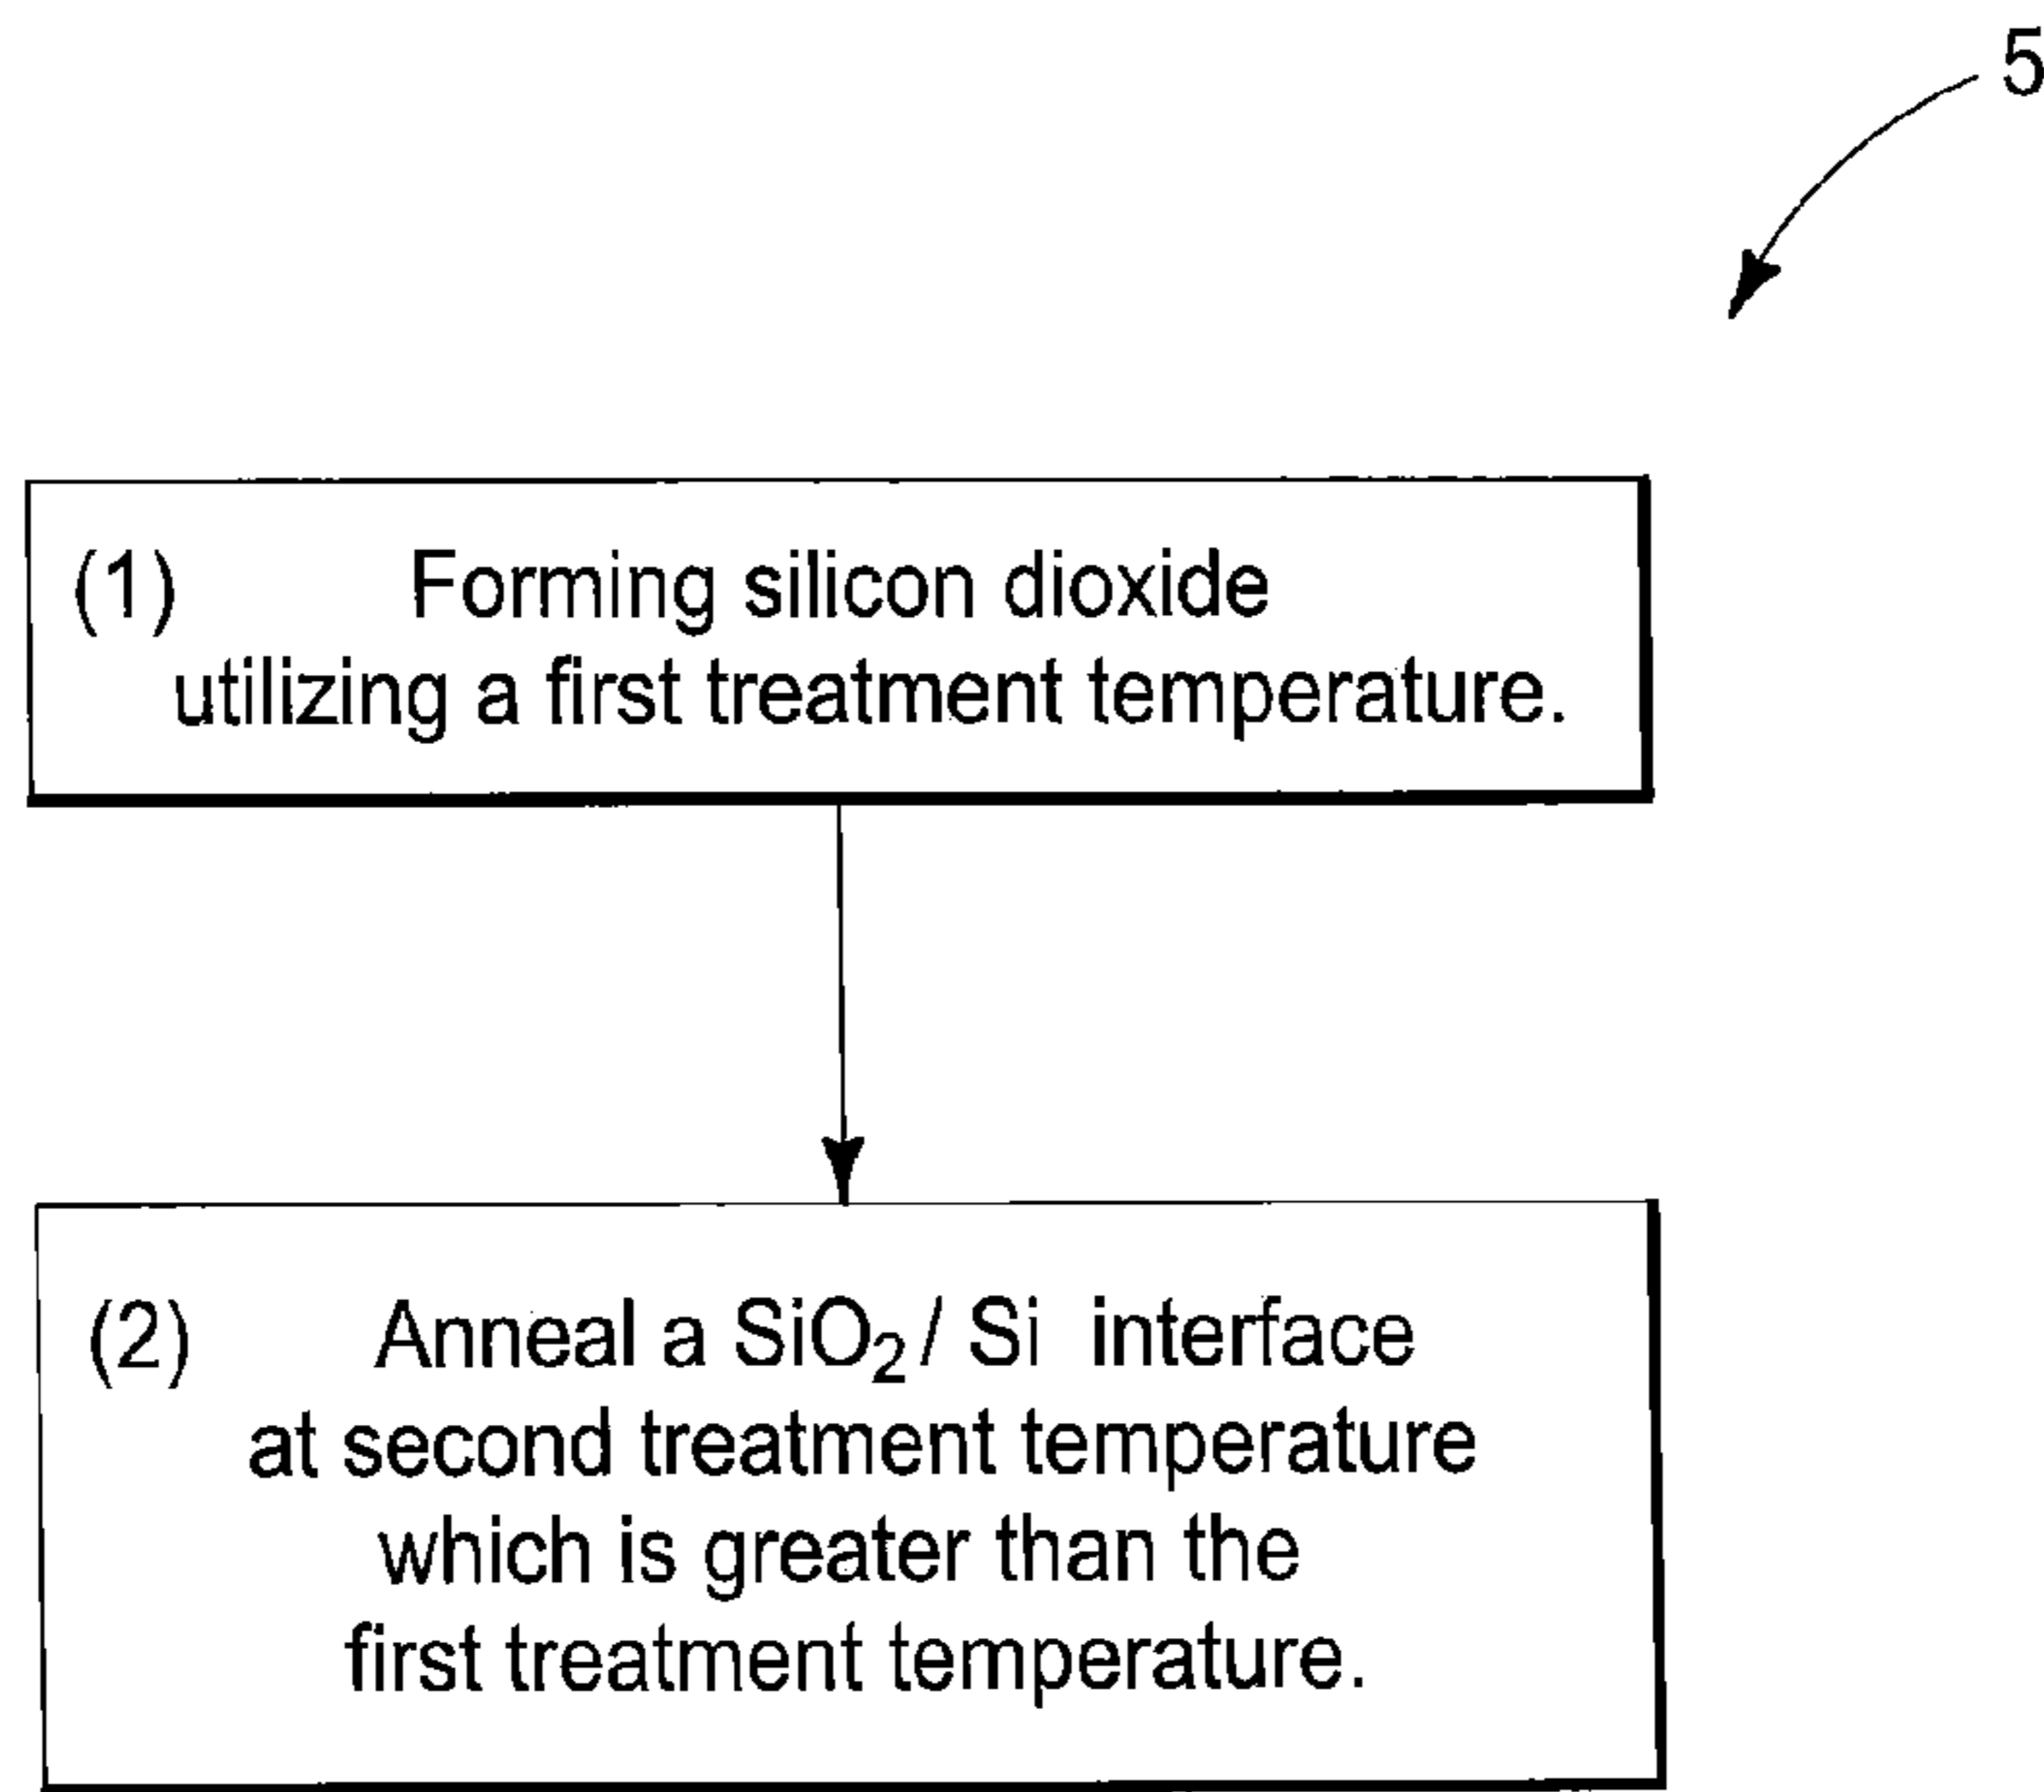 5
(1) Forming silicon dioxide
utilizing a first treatment temperature.
(2) Anneal a SiO₂ / Si interface
at second treatment temperature
which is greater than the
first treatment temperature.